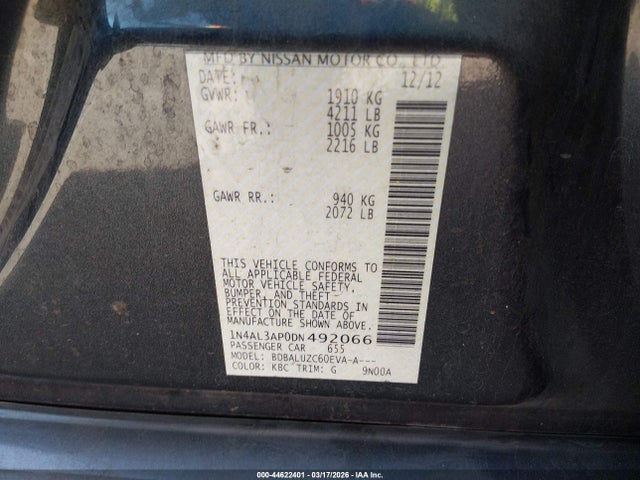 MFD BY NISSAN MOTOR CO., LTD.
DATE: 12/12
GVWR: 1910 KG
4211 LB
GAWR FR.: 1005 KG
2216 LB
GAWR RR.: 940 KG
2072 LB
THIS VEHICLE CONFORMS TO
ALL APPLICABLE FEDERAL
MOTOR VEHICLE SAFETY,
BUMPER, AND THEFT
PREVENTION STANDARDS IN
EFFECT ON THE DATE OF
MANUFACTURE SHOWN ABOVE.
1N4AL3AP0DN492066
PASSENGER CAR 655
MODEL: BDBALUZC60EVA-A---
COLOR: KBC TRIM: G 9N00A
000-44622401 - 03/17/2026 - IAA Inc.